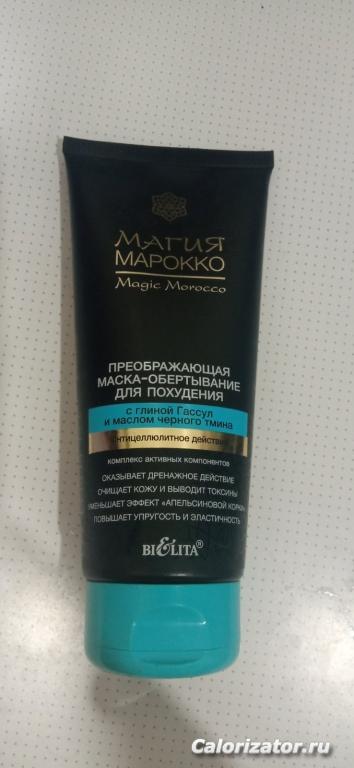 МАГИЯ
МАРОККО
Magic Morocco
ПРЕОБРАЖАЮЩАЯ
МАСКА-ОБЕРТЫВАНИЕ
ДЛЯ ПОХУДЕНИЯ
с глиной Гассул
и маслом черного тмина
антицеллюлитное действие
комплекс активных компонентов
ОКАЗЫВАЕТ ДРЕНАЖНОЕ ДЕЙСТВИЕ
ОЧИЩАЕТ КОЖУ И ВЫВОДИТ ТОКСИНЫ
УМЕНЬШАЕТ ЭФФЕКТ «АПЕЛЬСИНОВОЙ КОРКИ»
ПОВЫШАЕТ УПРУГОСТЬ И ЭЛАСТИЧНОСТЬ
BIELITA®
Calorizator.ru